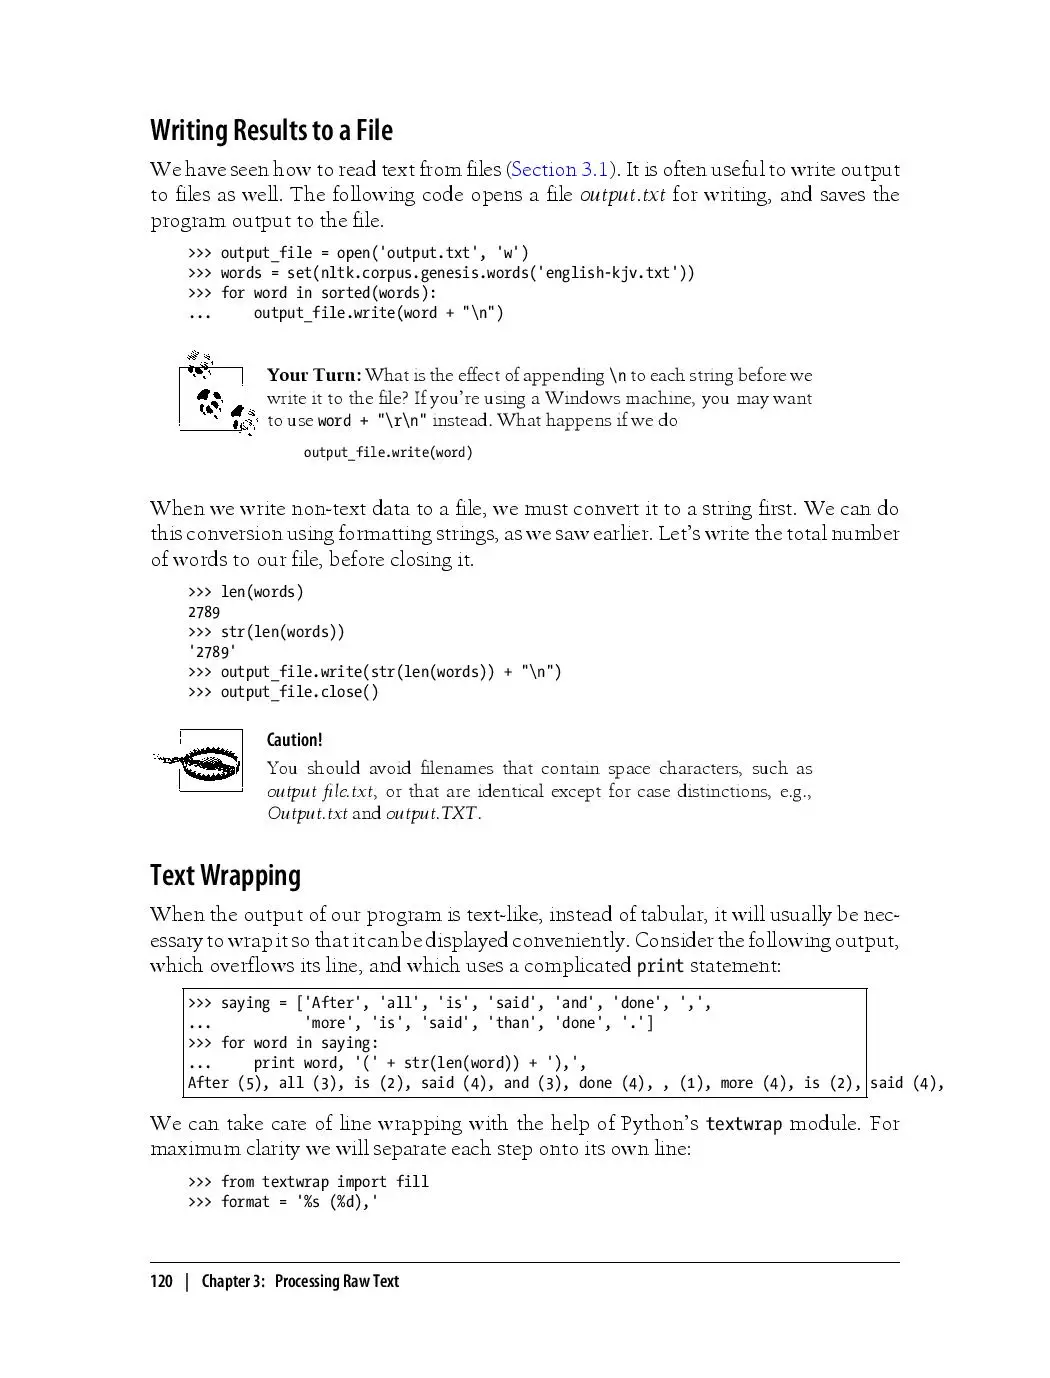 Writing Results to a File
We have seen how to read text from files (Section 3.1). It is often useful to write output
to files as well. The following code opens a file output.txt for writing, and saves the
program output to the file.
>>> output_file = open('output.txt', 'w')
>>> words = set(nltk.corpus.genesis.words('english-kjv.txt'))
>>> for word in sorted(words):
...     output_file.write(word + "\n")
Your Turn: What is the effect of appending \n to each string before we
write it to the file? If you're using a Windows machine, you may want
to use word + "\r\n" instead. What happens if we do
output_file.write(word)
When we write non-text data to a file, we must convert it to a string first. We can do
this conversion using formatting strings, as we saw earlier. Let's write the total number
of words to our file, before closing it.
>>> len(words)
2789
>>> str(len(words))
'2789'
>>> output_file.write(str(len(words)) + "\n")
>>> output_file.close()
Caution!
You should avoid filenames that contain space characters, such as
output file.txt, or that are identical except for case distinctions, e.g.,
Output.txt and output.TXT.
Text Wrapping
When the output of our program is text-like, instead of tabular, it will usually be nec-
essary to wrap it so that it can be displayed conveniently. Consider the following output,
which overflows its line, and which uses a complicated print statement:
>>> saying = ['After', 'all', 'is', 'said', 'and', 'done', ',',
...           'more', 'is', 'said', 'than', 'done', '.']
>>> for word in saying:
...     print word, '(' + str(len(word)) + '),',
After (5), all (3), is (2), said (4), and (3), done (4), , (1), more (4), is (2), said (4),
We can take care of line wrapping with the help of Python's textwrap module. For
maximum clarity we will separate each step onto its own line:
>>> from textwrap import fill
>>> format = '%s (%d),'
120 | Chapter 3: Processing Raw Text